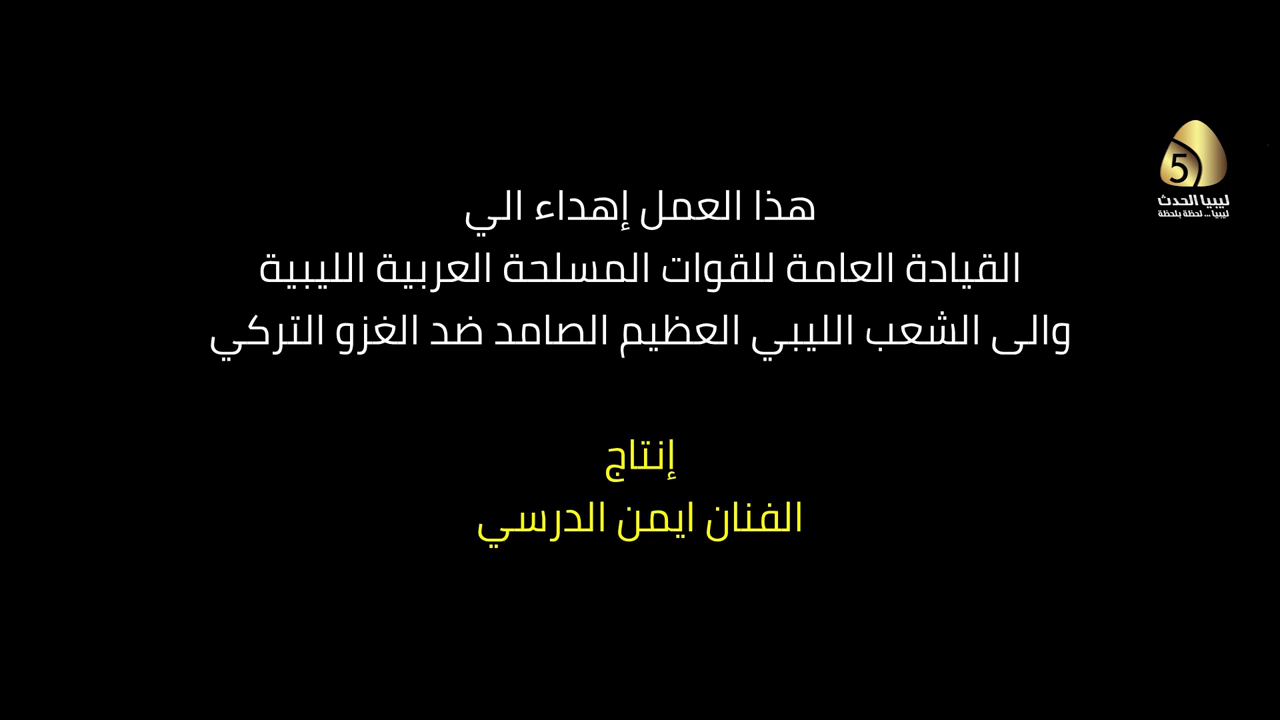 هذا العمل إهداء الي
القيادة العامة للقوات المسلحة العربية الليبية
والى الشعب الليبي العظيم الصامد ضد الغزو التركي
إنتاج
الفنان ايمن الدرسي
5
ليبيا الحدث
ليبيا ... لحظة بلحظة